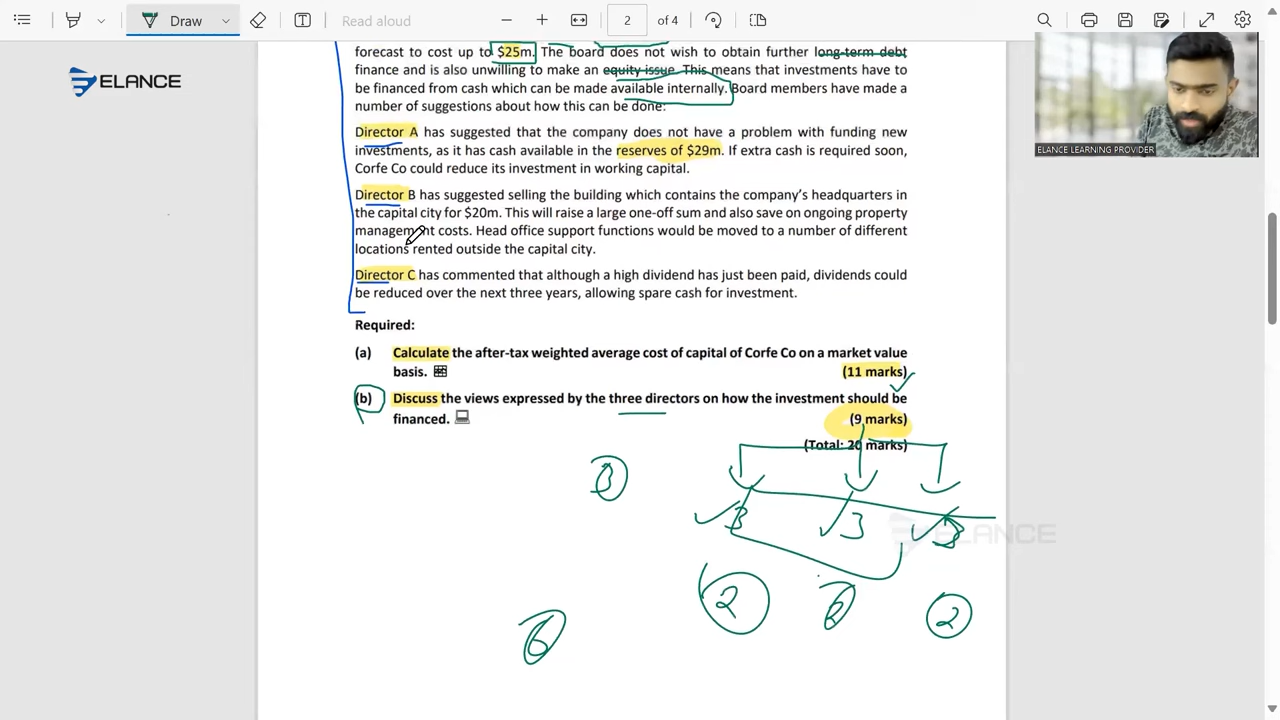 Draw
Read aloud
2
of 4
ELANCE
ELANCE LEARNING PROVIDER
forecast to cost up to $25m. The board does not wish to obtain further long-term debt
finance and is also unwilling to make an equity issue. This means that investments have to
be financed from cash which can be made available internally. Board members have made a
number of suggestions about how this can be done:
Director A has suggested that the company does not have a problem with funding new
investments, as it has cash available in the reserves of $29m. If extra cash is required soon,
Corfe Co could reduce its investment in working capital.
Director B has suggested selling the building which contains the company's headquarters in
the capital city for $20m. This will raise a large one-off sum and also save on ongoing property
management costs. Head office support functions would be moved to a number of different
locations rented outside the capital city.
Director C has commented that although a high dividend has just been paid, dividends could
be reduced over the next three years, allowing spare cash for investment.
Required:
(a) Calculate the after-tax weighted average cost of capital of Corfe Co on a market value
basis. (11 marks)
(b) Discuss the views expressed by the three directors on how the investment should be
financed. (9 marks)
(Total: 20 marks)
3 3 3
ELANCE
2 2
6